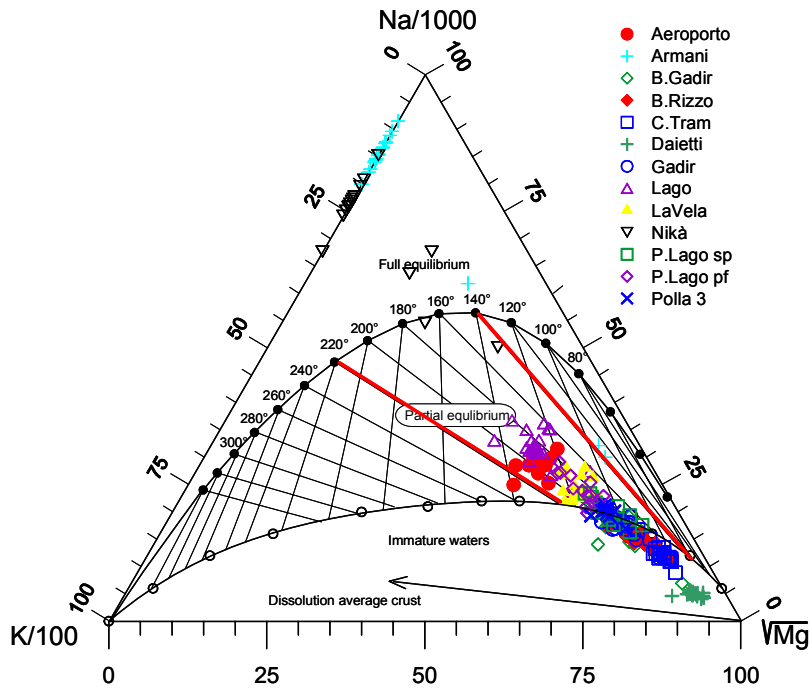 Na/1000
0
100
Aeroporto
Armani
B.Gadir
B.Rizzo
C.Tram
Daietti
Gadir
Lago
LaVela
Nikà
P.Lago sp
P.Lago pf
Polla 3
25
75
Full equilibrium
50
50
140°
160°
120°
180°
100°
200°
80°
220°
240°
260°
280°
300°
Partial equlibrium
75
25
Immature waters
Dissolution average crust
100
0
K/100
√Mg
0
25
50
75
100